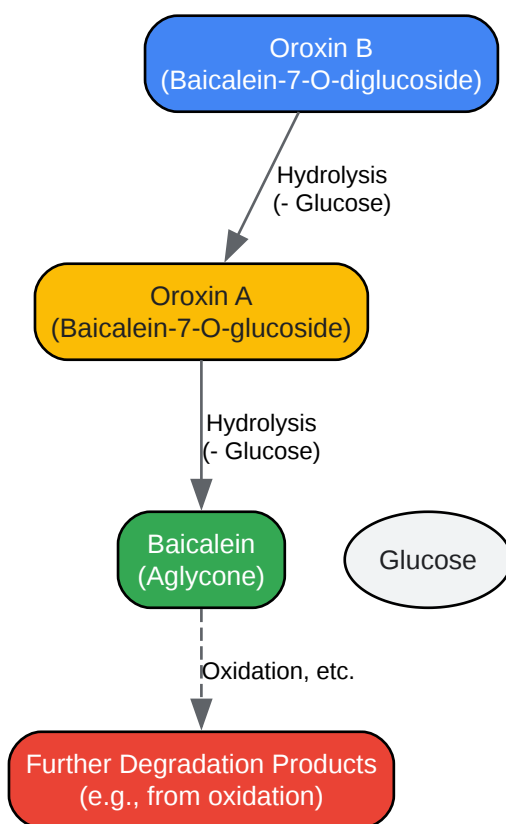 Oroxin B
(Baicalein-7-O-diglucoside)
Hydrolysis
(- Glucose)
Oroxin A
(Baicalein-7-O-glucoside)
Hydrolysis
(- Glucose)
Baicalein
(Aglycone)
Glucose
Oxidation, etc.
Further Degradation Products
(e.g., from oxidation)